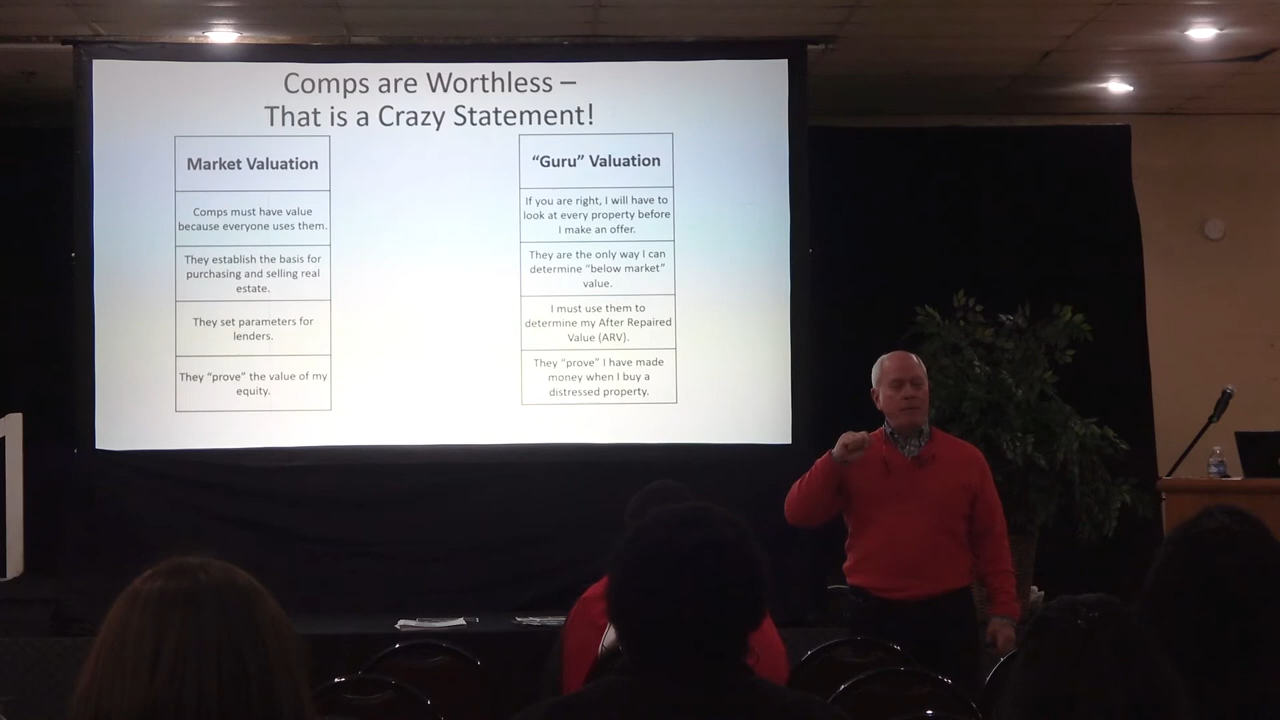 Comps are Worthless –
That is a Crazy Statement!
Market Valuation
Comps must have value
because everyone uses them.
They establish the basis for
purchasing and selling real
estate.
They set parameters for
lenders.
They “prove” the value of my
equity.
“Guru” Valuation
If you are right, I will have to
look at every property before
I make an offer.
They are the only way I can
determine “below market”
value.
I must use them to
determine my After Repaired
Value (ARV).
They “prove” I have made
money when I buy a
distressed property.